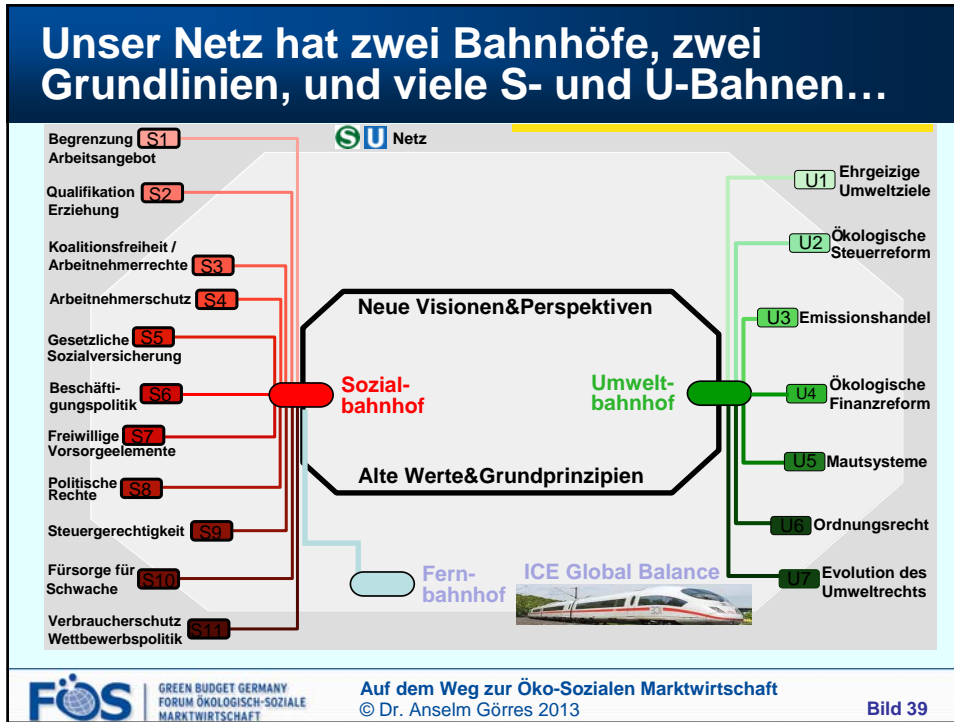 Unser Netz hat zwei Bahnhöfe, zwei
Grundlinien, und viele S- und U-Bahnen…
S U Netz
Begrenzung S1
Arbeitsangebot
Qualifikation S2
Erziehung
Koalitionsfreiheit /
Arbeitnehmerrechte S3
Arbeitnehmerschutz S4
Gesetzliche S5
Sozialversicherung
Beschäfti- S6
gungspolitik
Freiwillige S7
Vorsorgeelemente
Politische S8
Rechte
Steuergerechtigkeit S9
Fürsorge für S10
Schwache
Verbraucherschutz S11
Wettbewerbspolitik
Neue Visionen&Perspektiven
Sozial-
bahnhof
Umwelt-
bahnhof
Alte Werte&Grundprinzipien
Fern-
bahnhof
ICE Global Balance
U1 Ehrgeizige
Umweltziele
U2 Ökologische
Steuerreform
U3 Emissionshandel
U4 Ökologische
Finanzreform
U5 Mautsysteme
U6 Ordnungsrecht
U7 Evolution des
Umweltrechts
FÖS
GREEN BUDGET GERMANY
FORUM ÖKOLOGISCH-SOZIALE
MARKTWIRTSCHAFT
Auf dem Weg zur Öko-Sozialen Marktwirtschaft
© Dr. Anselm Görres 2013
Bild 39